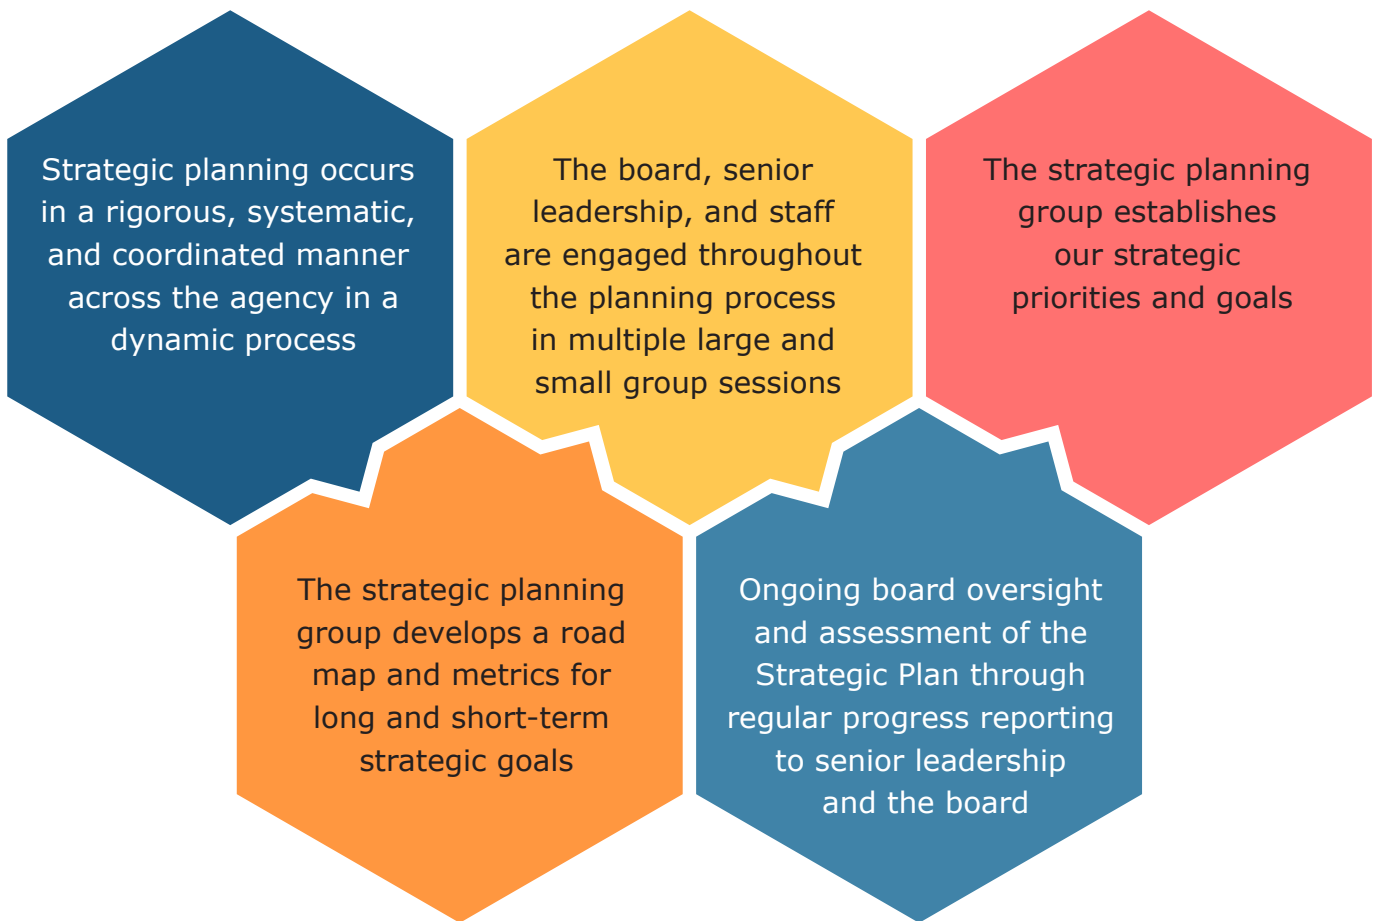 Strategic planning occurs
in a rigorous, systematic,
and coordinated manner
across the agency in a
dynamic process
The board, senior
leadership, and staff
are engaged throughout
the planning process
in multiple large and
small group sessions
The strategic planning
group establishes
our strategic
priorities and goals
The strategic planning
group develops a road
map and metrics for
long and short-term
strategic goals
Ongoing board oversight
and assessment of the
Strategic Plan through
regular progress reporting
to senior leadership
and the board